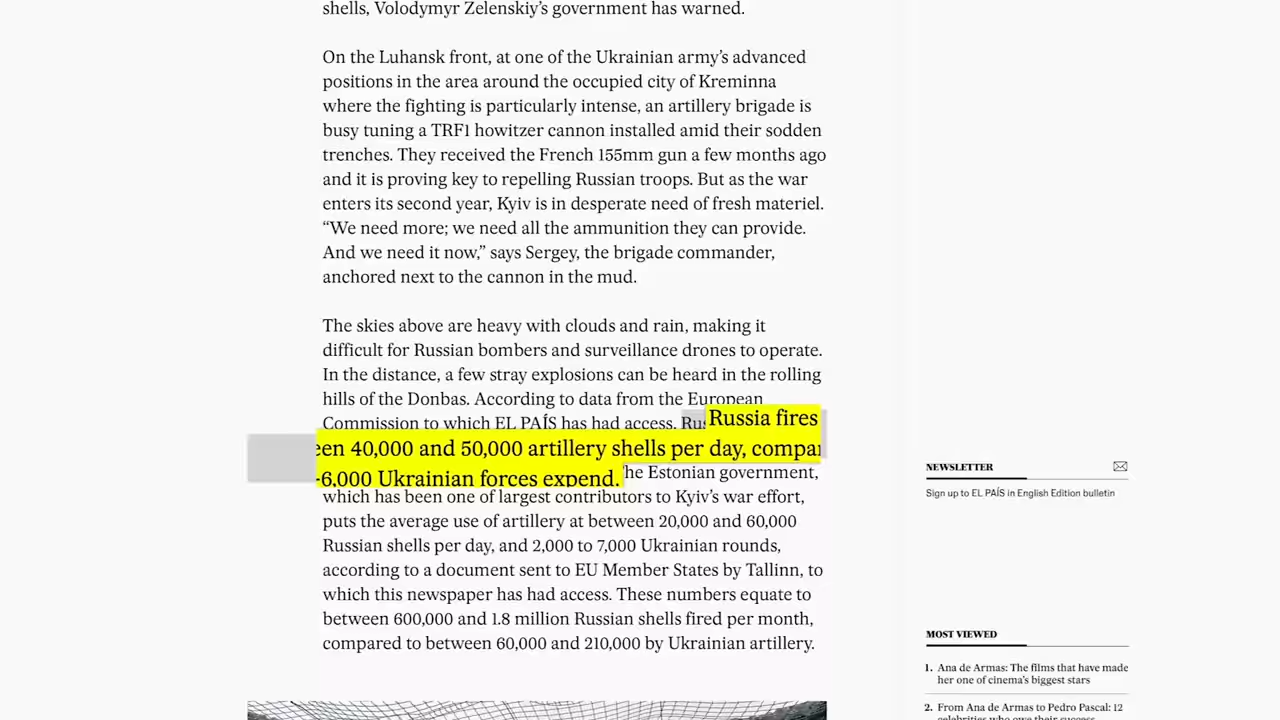 shells, Volodymyr Zelenskiy’s government has warned.
On the Luhansk front, at one of the Ukrainian army’s advanced
positions in the area around the occupied city of Kreminna
where the fighting is particularly intense, an artillery brigade is
busy tuning a TRF1 howitzer cannon installed amid their sodden
trenches. They received the French 155mm gun a few months ago
and it is proving key to repelling Russian troops. But as the war
enters its second year, Kyiv is in desperate need of fresh materiel.
“We need more; we need all the ammunition they can provide.
And we need it now,” says Sergey, the brigade commander,
anchored next to the cannon in the mud.
The skies above are heavy with clouds and rain, making it
difficult for Russian bombers and surveillance drones to operate.
In the distance, a few stray explosions can be heard in the rolling
hills of the Donbas. According to data from the European
Commission to which EL PAÍS has had access. Russia fires
40,000 and 50,000 artillery shells per day,
6,000 Ukrainian forces expend. The Estonian government,
which has been one of largest contributors to Kyiv’s war effort,
puts the average use of artillery at between 20,000 and 60,000
Russian shells per day, and 2,000 to 7,000 Ukrainian rounds,
according to a document sent to EU Member States by Tallinn, to
which this newspaper has had access. These numbers equate to
between 600,000 and 1.8 million Russian shells fired per month,
compared to between 60,000 and 210,000 by Ukrainian artillery.
NEWSLETTER
Sign up to EL PAÍS in English Edition bulletin
MOST VIEWED
1. Ana de Armas: The films that have made
her one of cinema’s biggest stars
2. From Ana de Armas to Pedro Pascal: 12
celebrities who owe their success